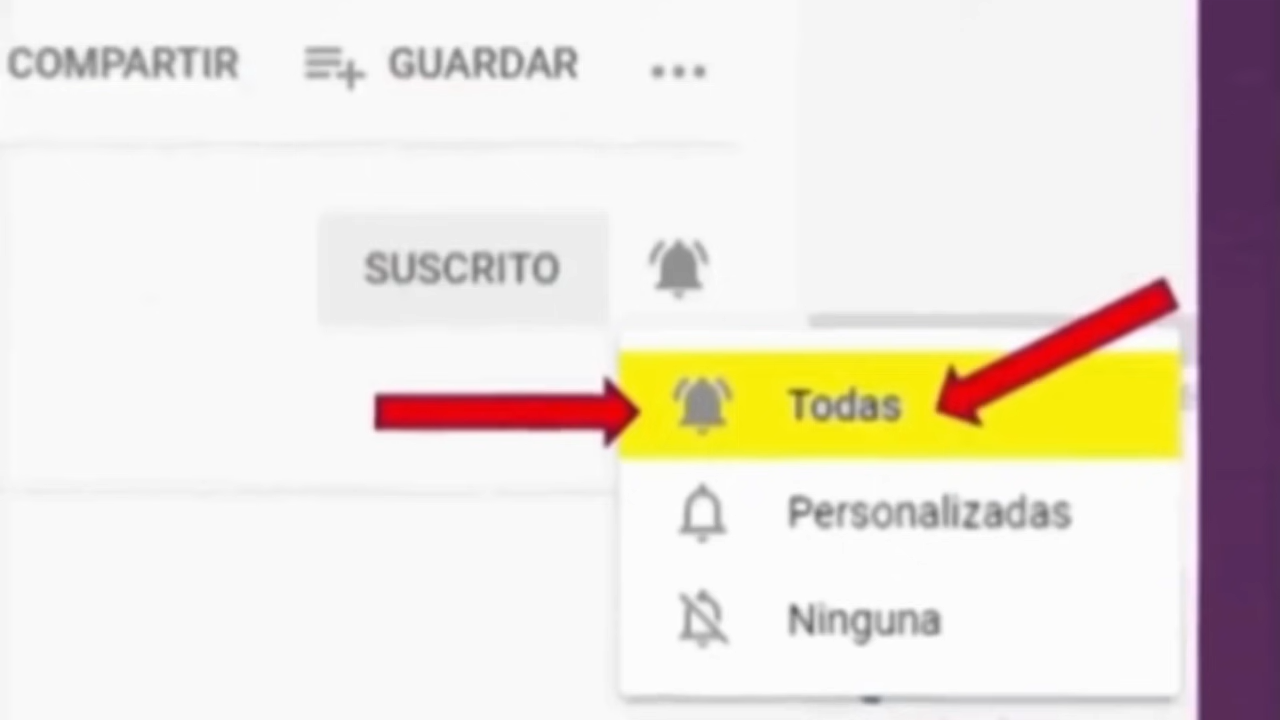 COMPARTIR GUARDAR
SUSCRITO
Todas
Personalizadas
Ninguna